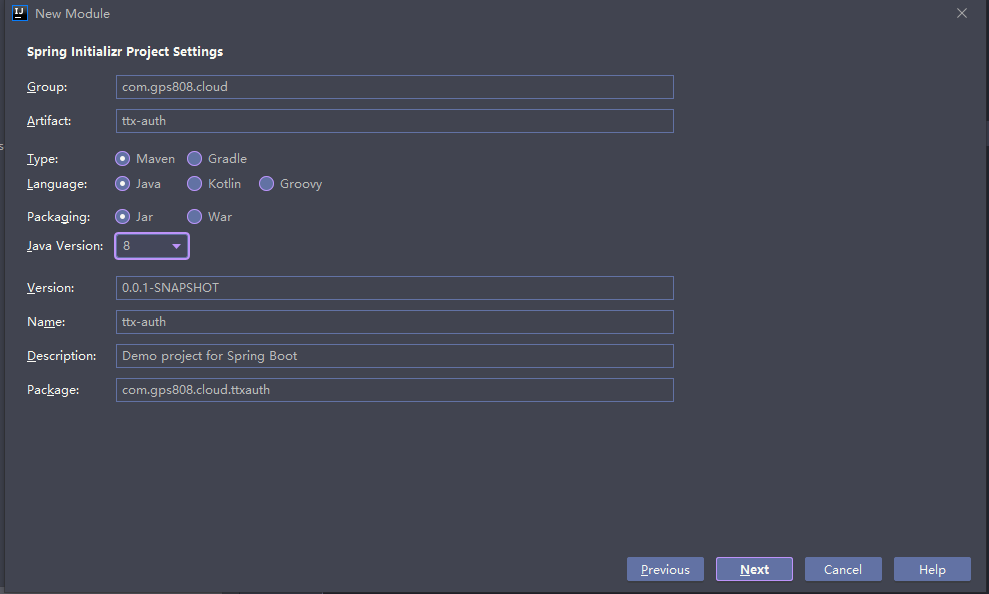 IJ New Module
Spring Initializr Project Settings
Group: com.gps808.cloud
Artifact: ttx-auth
Type: Maven Gradle
Language: Java Kotlin Groovy
Packaging: Jar War
Java Version: 8
Version: 0.0.1-SNAPSHOT
Name: ttx-auth
Description: Demo project for Spring Boot
Package: com.gps808.cloud.ttxauth
Previous Next Cancel Help